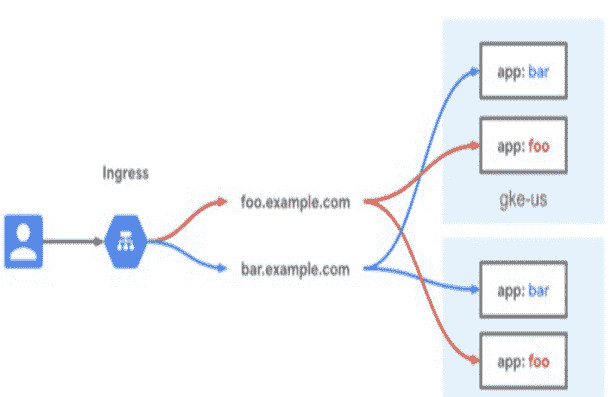 Ingress
foo.example.com
bar.example.com
app: bar
app: foo
gke-us
app: bar
app: foo